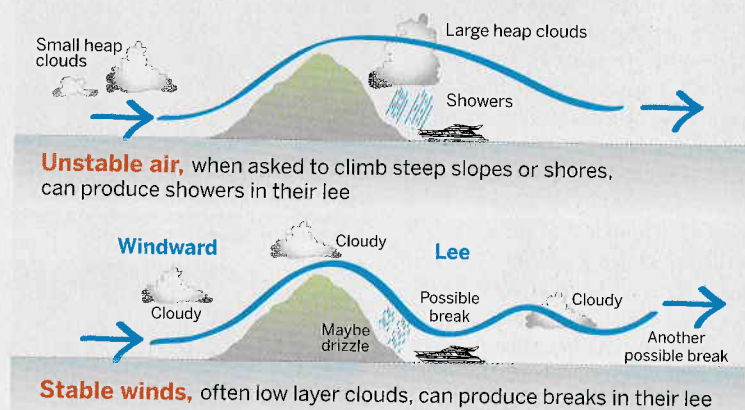 Small heap
clouds
Large heap clouds
Showers
Unstable air, when asked to climb steep slopes or shores,
can produce showers in their lee
Windward
Cloudy
Lee
Cloudy
Possible
break
Cloudy
Maybe
drizzle
Another
possible break
Stable winds, often low layer clouds, can produce breaks in their lee